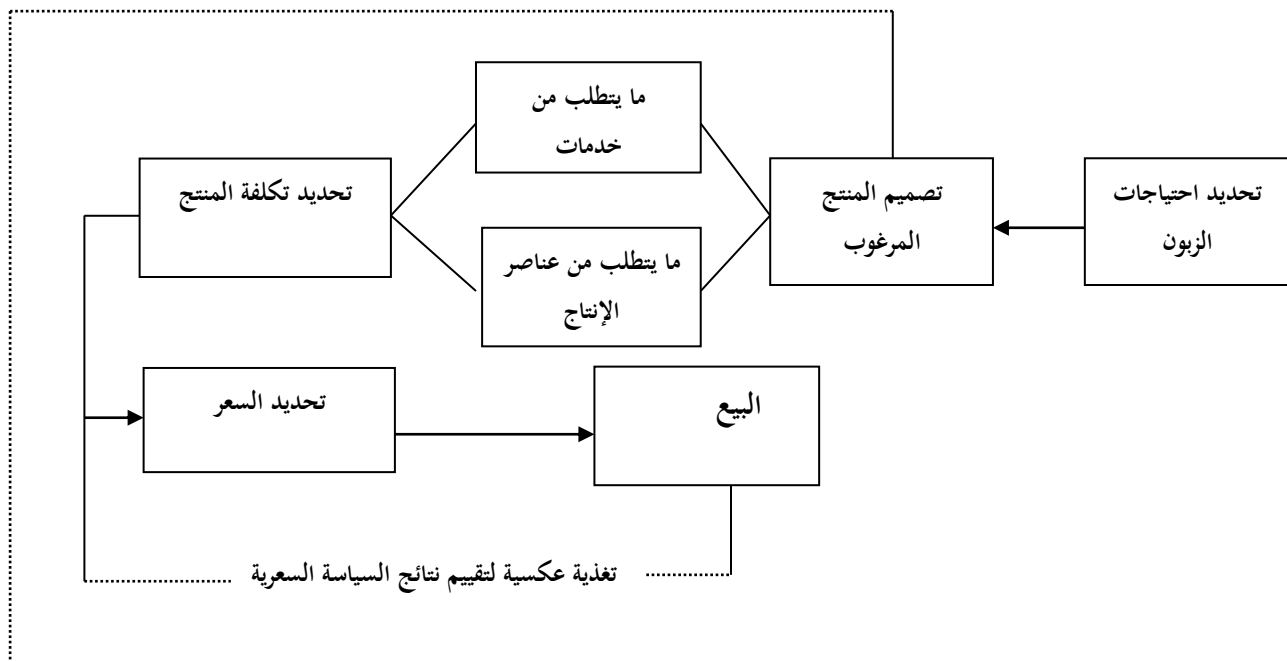 تحديد احتياجات
الزبون
تصميم المنتج
المرغوب
ما يتطلب من
خدمات
ما يتطلب من عناصر
الإنتاج
تحديد تكلفة المنتج
تحديد السعر
البيع
تغذية عكسية لتقييم نتائج السياسة السعرية